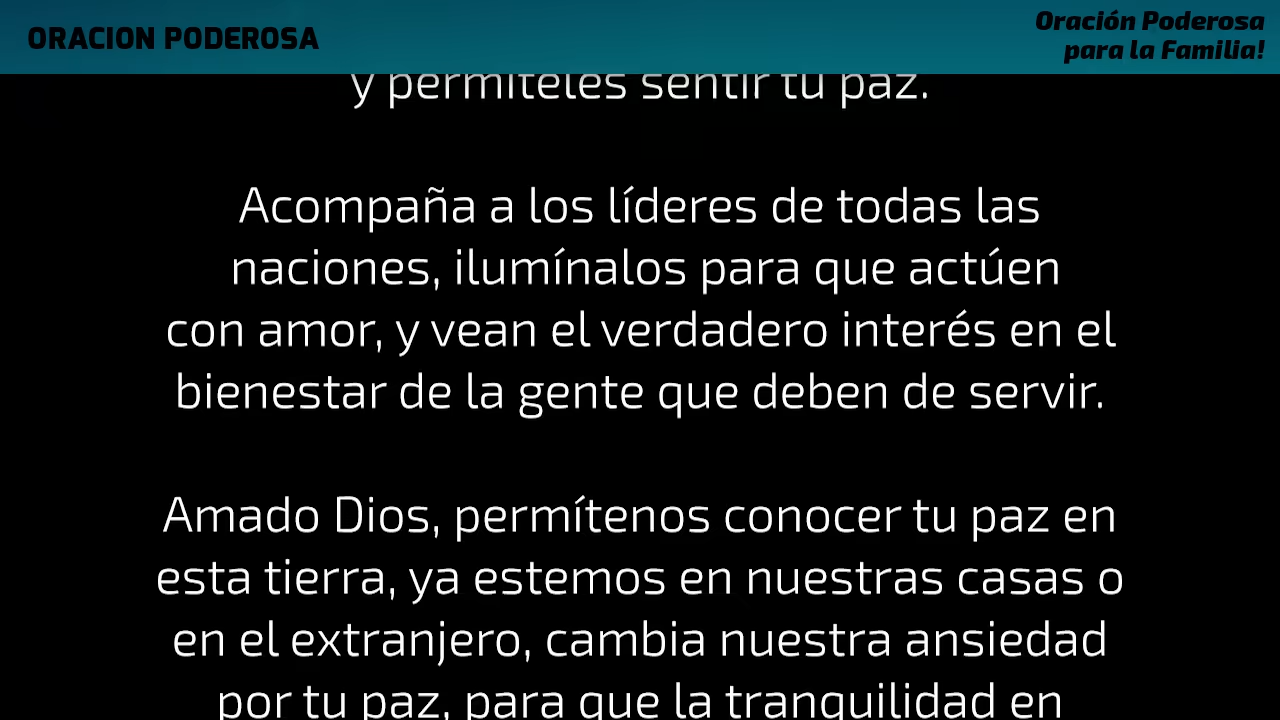 ORACION PODEROSA
Oración Poderosa
para la Familia!
y permíteles sentir tu paz.
Acompaña a los líderes de todas las
naciones, ilumínalos para que actúen
con amor, y vean el verdadero interés en el
bienestar de la gente que deben de servir.
Amado Dios, permítenos conocer tu paz en
esta tierra, ya estemos en nuestras casas o
en el extranjero, cambia nuestra ansiedad
por tu paz, para que la tranquilidad en